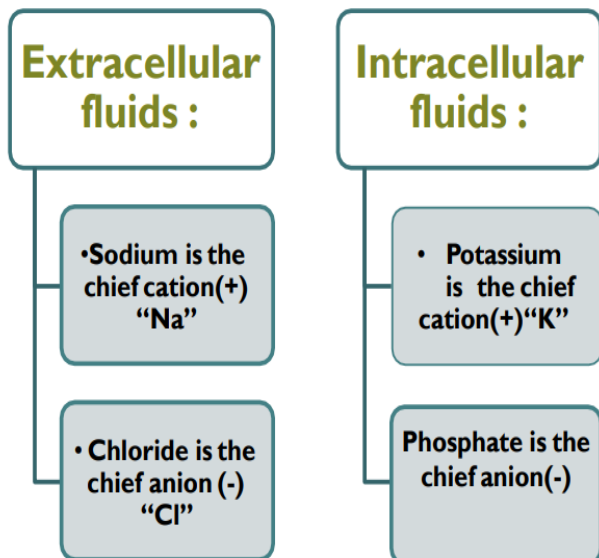 Extracellular
fluids :
•Sodium is the
chief cation(+)
“Na”
• Chloride is the
chief anion (-)
“Cl”
Intracellular
fluids :
• Potassium
is the chief
cation(+)“K”
Phosphate is the
chief anion(-)